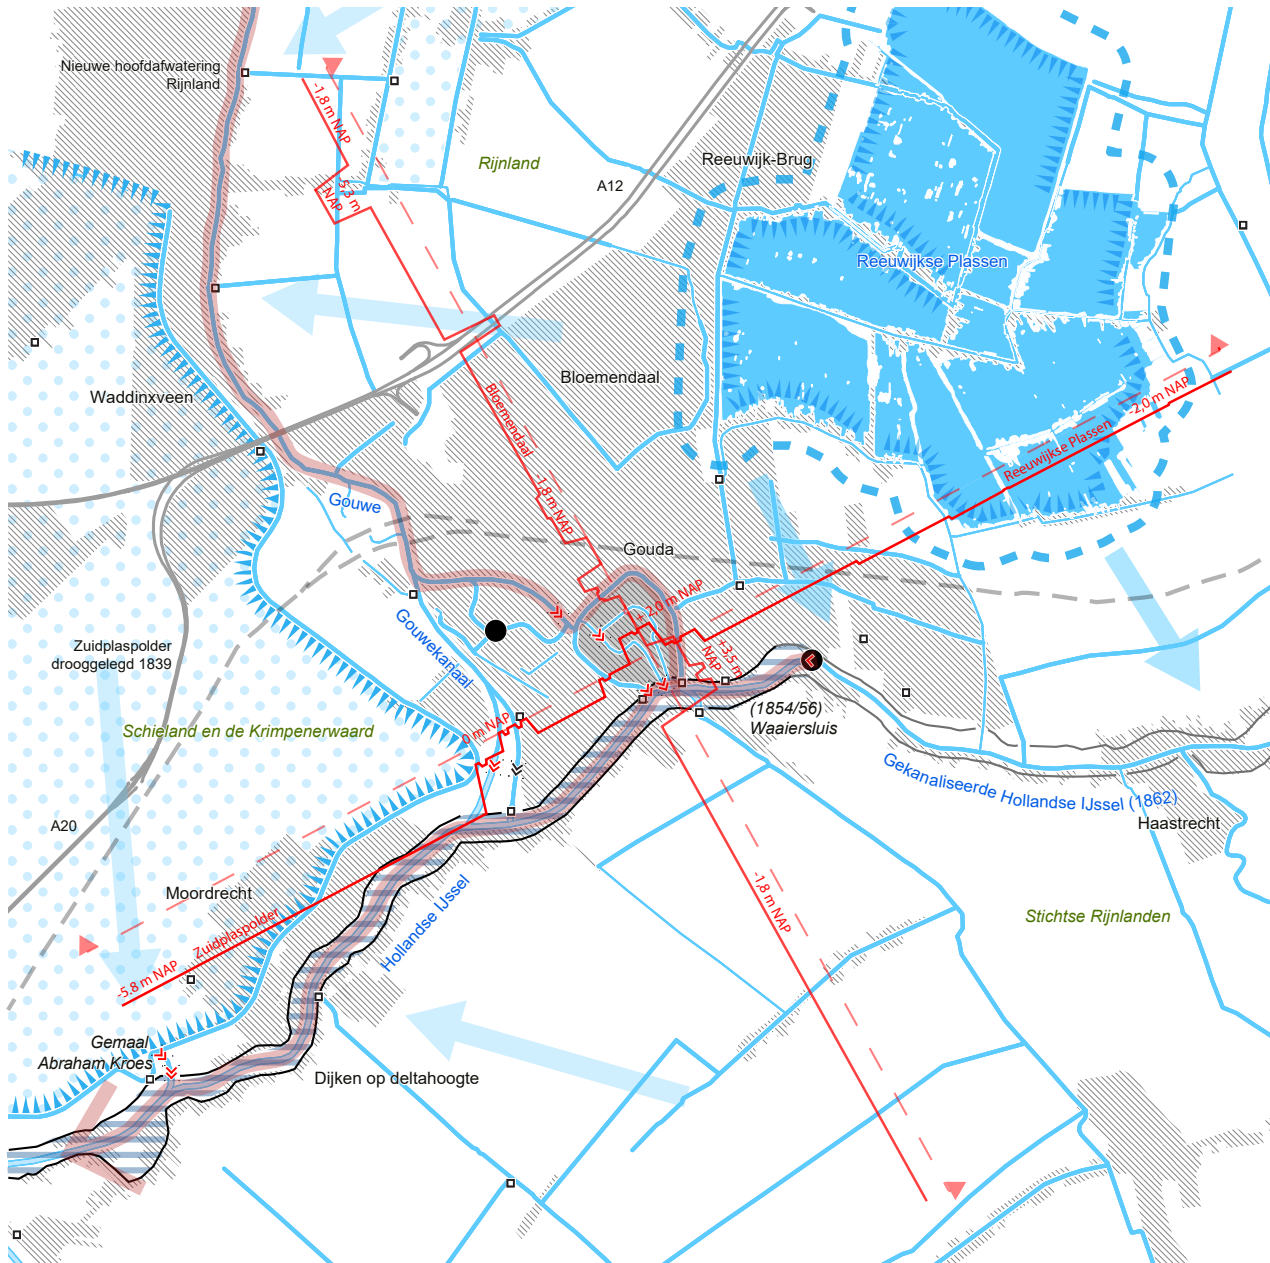 Nieuwe hoofdafwatering
Rijnland
-1,8 m NAP
-5,3 m
NAP
Rijnland
A12
Reeuwijk-Brug
Reeuwijkse Plassen
Waddinxveen
Bloemendaal
Bloemendaal
-1,8 m NAP
Reeuwijkse Plassen
-2,0 m NAP
Gouwe
Gouda
+ 2,0 m NAP
Gouwekanaal
Zuidplaspolder
drooggelegd 1839
+3,5 m
NAP
Schieland en de Krimpenerwaard
0 m NAP
(1854/56)
Waaiersluis
Gekanaliseerde Hollandse IJssel (1862)
Haastrecht
A20
Moordrecht
Zuidplaspolder
-5,8 m NAP
Hollandse IJssel
-1,8 m NAP
Stichtse Rijnlanden
Gemaal
Abraham Kroes
Dijken op deltahoogte